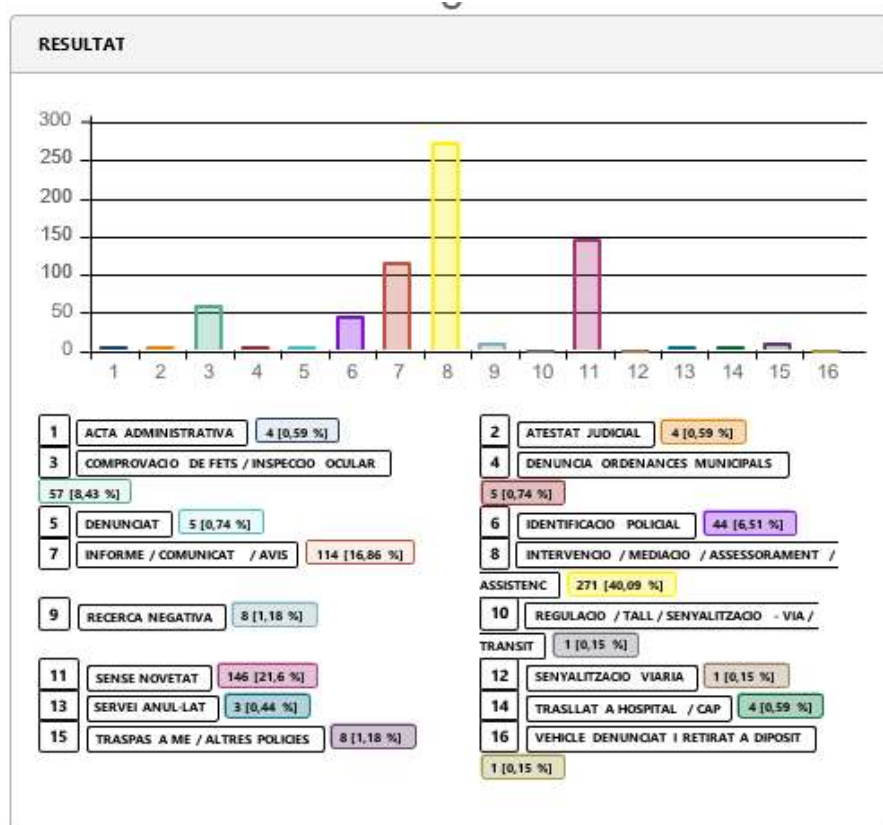 RESULTAT
300
250
200
150
100
50
0
1 2 3 4 5 6 7 8 9 10 11 12 13 14 15 16
1 ACTA ADMINISTRATIVA 4 [0,59 %]
2 ATESTAT JUDICIAL 4 [0,59 %]
3 COMPROVACIO DE FETS / INSPECCIO OCULAR
57 [8,43 %]
4 DENUNCIA ORDENANCES MUNICIPALS
5 [0,74 %]
5 DENUNCIAT 5 [0,74 %]
6 IDENTIFICACIO POLICIAL 44 [6,51 %]
7 INFORME / COMUNICAT / AVIS 114 [16,86 %]
8 INTERVENCIO / MEDIACIO / ASSESSORAMENT /
ASSISTENC 271 [40,09 %]
9 RECERCA NEGATIVA 8 [1,18 %]
10 REGULACIO / TALL / SENYALITZACIO - VIA /
TRANSIT 1 [0,15 %]
11 SENSE NOVETAT 146 [21,6 %]
12 SENYALITZACIO VIARIA 1 [0,15 %]
13 SERVEI ANUL·LAT 3 [0,44 %]
14 TRASLLAT A HOSPITAL / CAP 4 [0,59 %]
15 TRASPAS A ME / ALTRES POLICIES 8 [1,18 %]
16 VEHICLE DENUNCIAT I RETIRAT A DIPOSIT
1 [0,15 %]